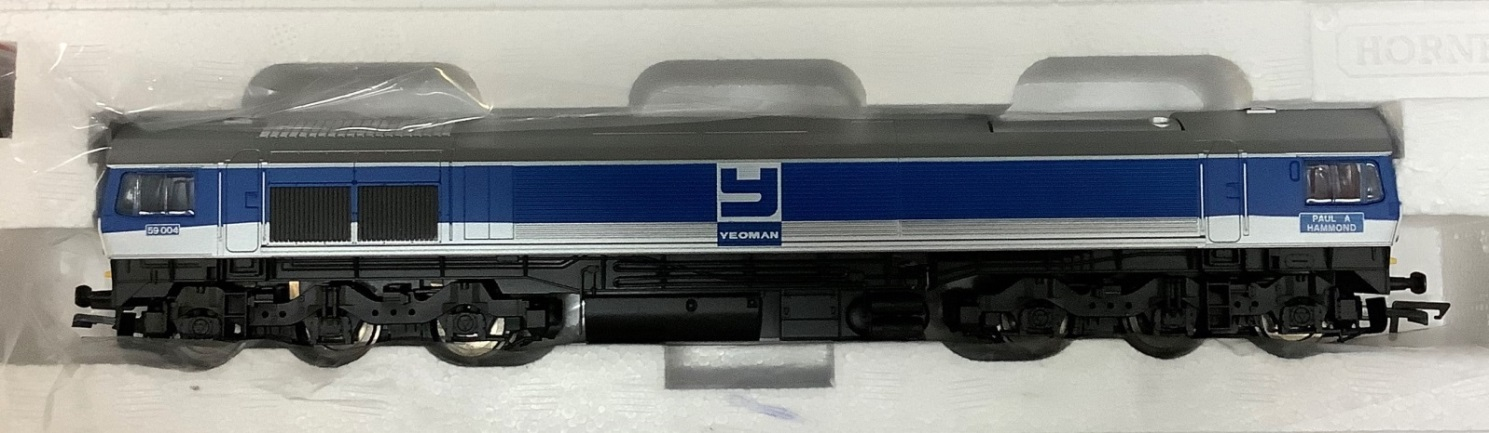 HORN
59 004
YEOMAN
PAUL A
HAMMOND